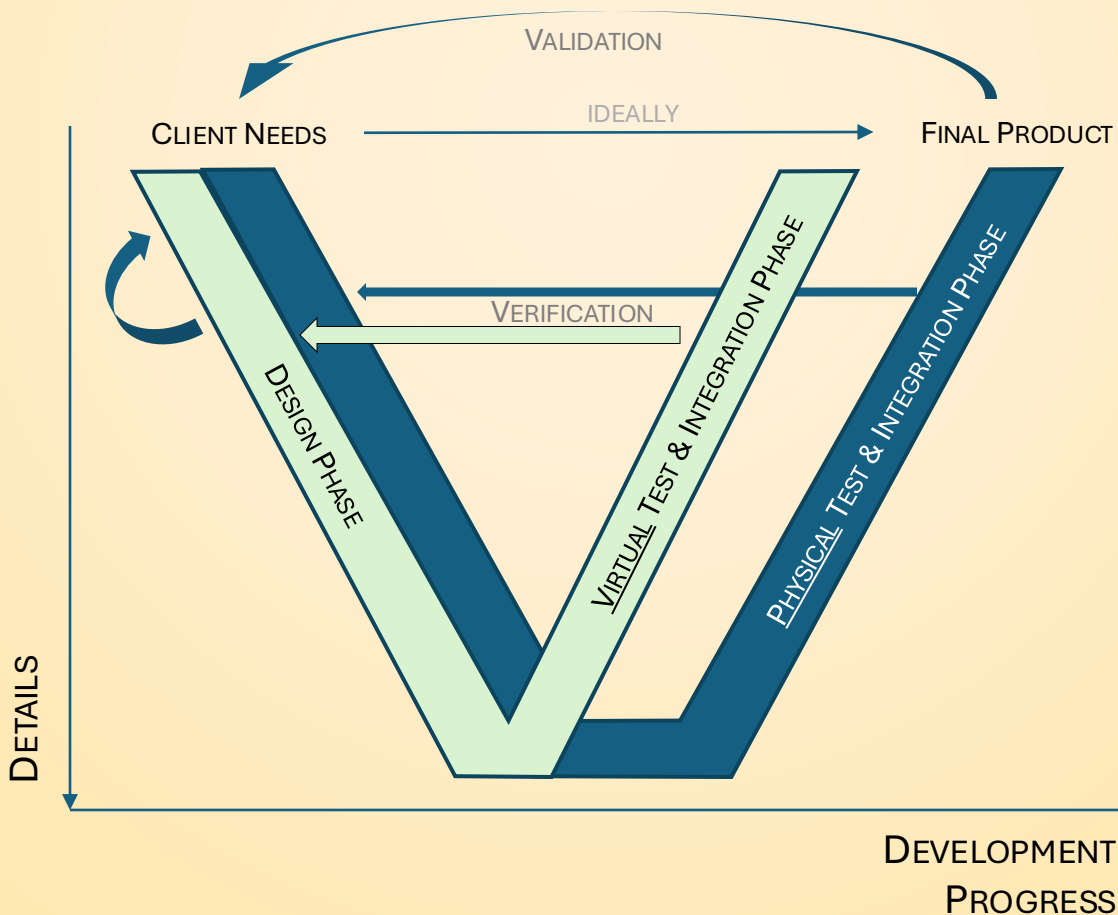 VALIDATION
IDEALLY
CLIENT NEEDS
FINAL PRODUCT
VERIFICATION
DESIGN PHASE
VIRTUAL TEST & INTEGRATION PHASE
PHYSICAL TEST & INTEGRATION PHASE
DETAILS
DEVELOPMENT
PROGRESS